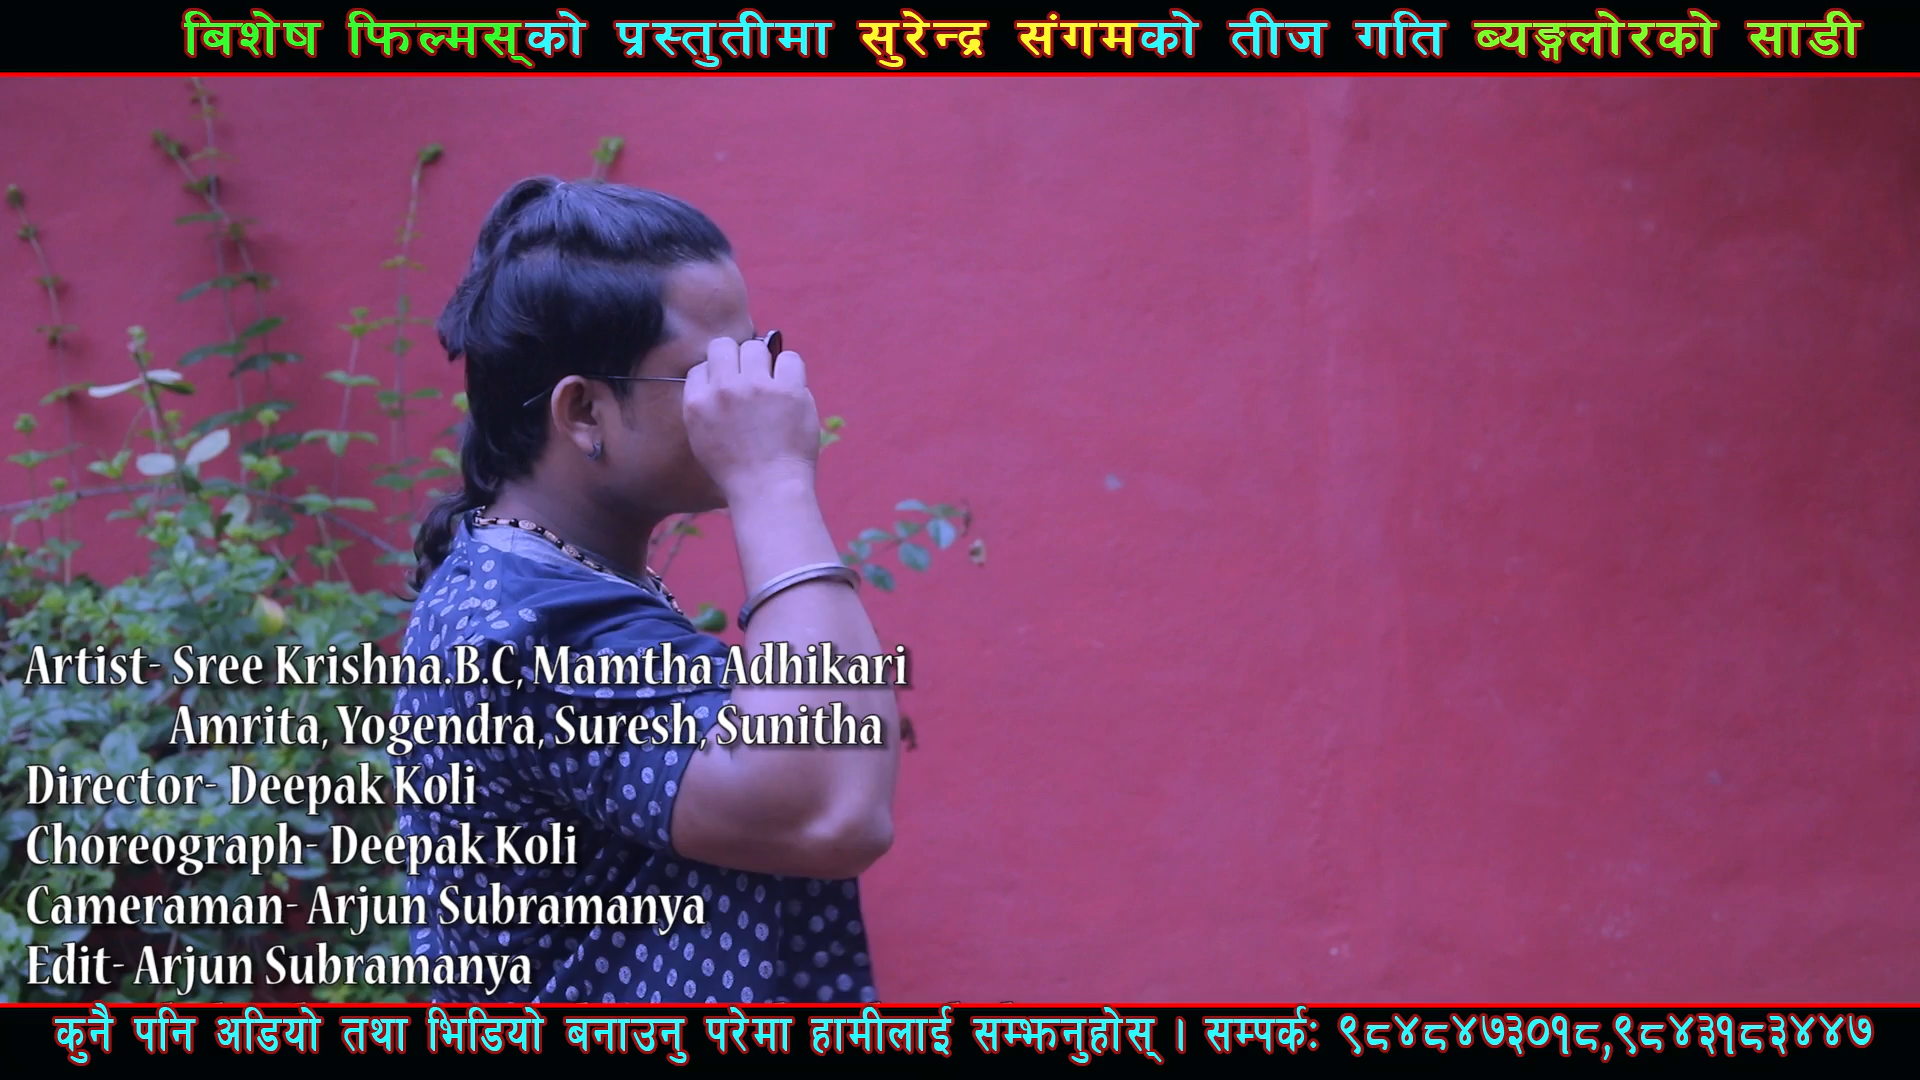 बिशेष फिल्मस्को प्रस्तुतीमा सुरेन्द्र संगमको तीज गति ब्यङ्गलोरको साडी
Artist- Sree Krishna.B.C, Mamtha Adhikari
Amrita, Yogendra, Suresh, Sunitha
Director- Deepak Koli
Choreograph- Deepak Koli
Cameraman- Arjun Subramanya
Edit- Arjun Subramanya
कुनै पनि अडियो तथा भिडियो बनाउनु परेमा हामीलाई सम्झनुहोस् । सम्पर्कः ९८४८४७३०१८,९८४३१८३४४७